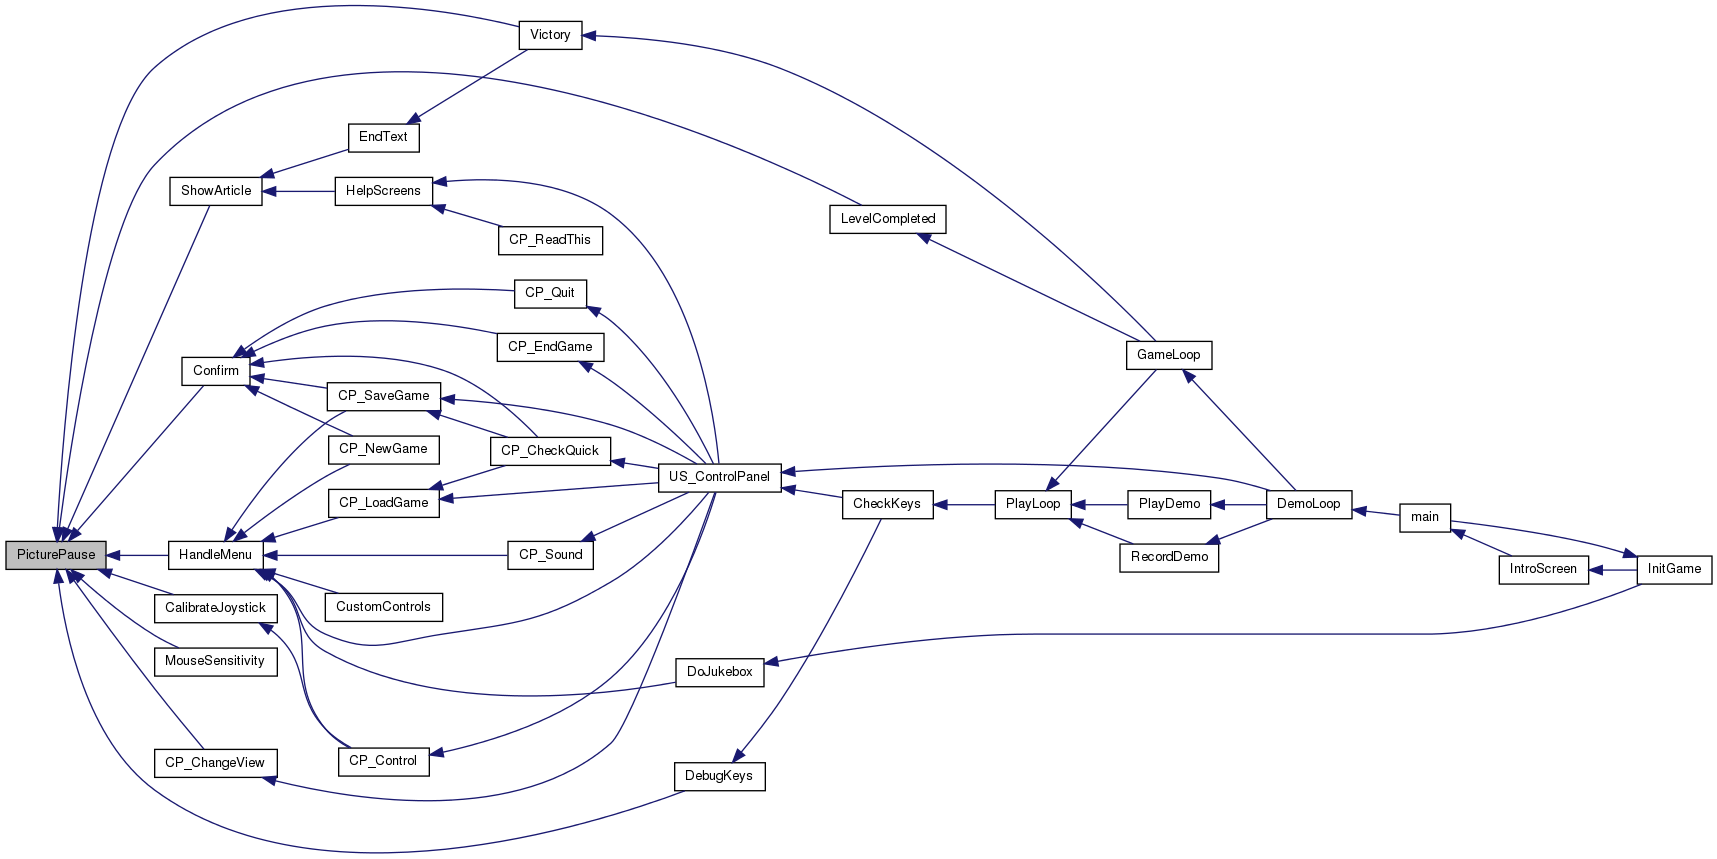 Victory
EndText
ShowArticle
HelpScreens
LevelCompleted
CP_ReadThis
CP_Quit
CP_EndGame
GameLoop
Confirm
CP_SaveGame
CP_NewGame
CP_CheckQuick
US_ControlPanel
CP_LoadGame
CheckKeys
PlayLoop
PlayDemo
DemoLoop
main
PicturePause
HandleMenu
CP_Sound
RecordDemo
IntroScreen
InitGame
CalibrateJoystick
CustomControls
MouseSensitivity
DoJukebox
CP_ChangeView
CP_Control
DebugKeys